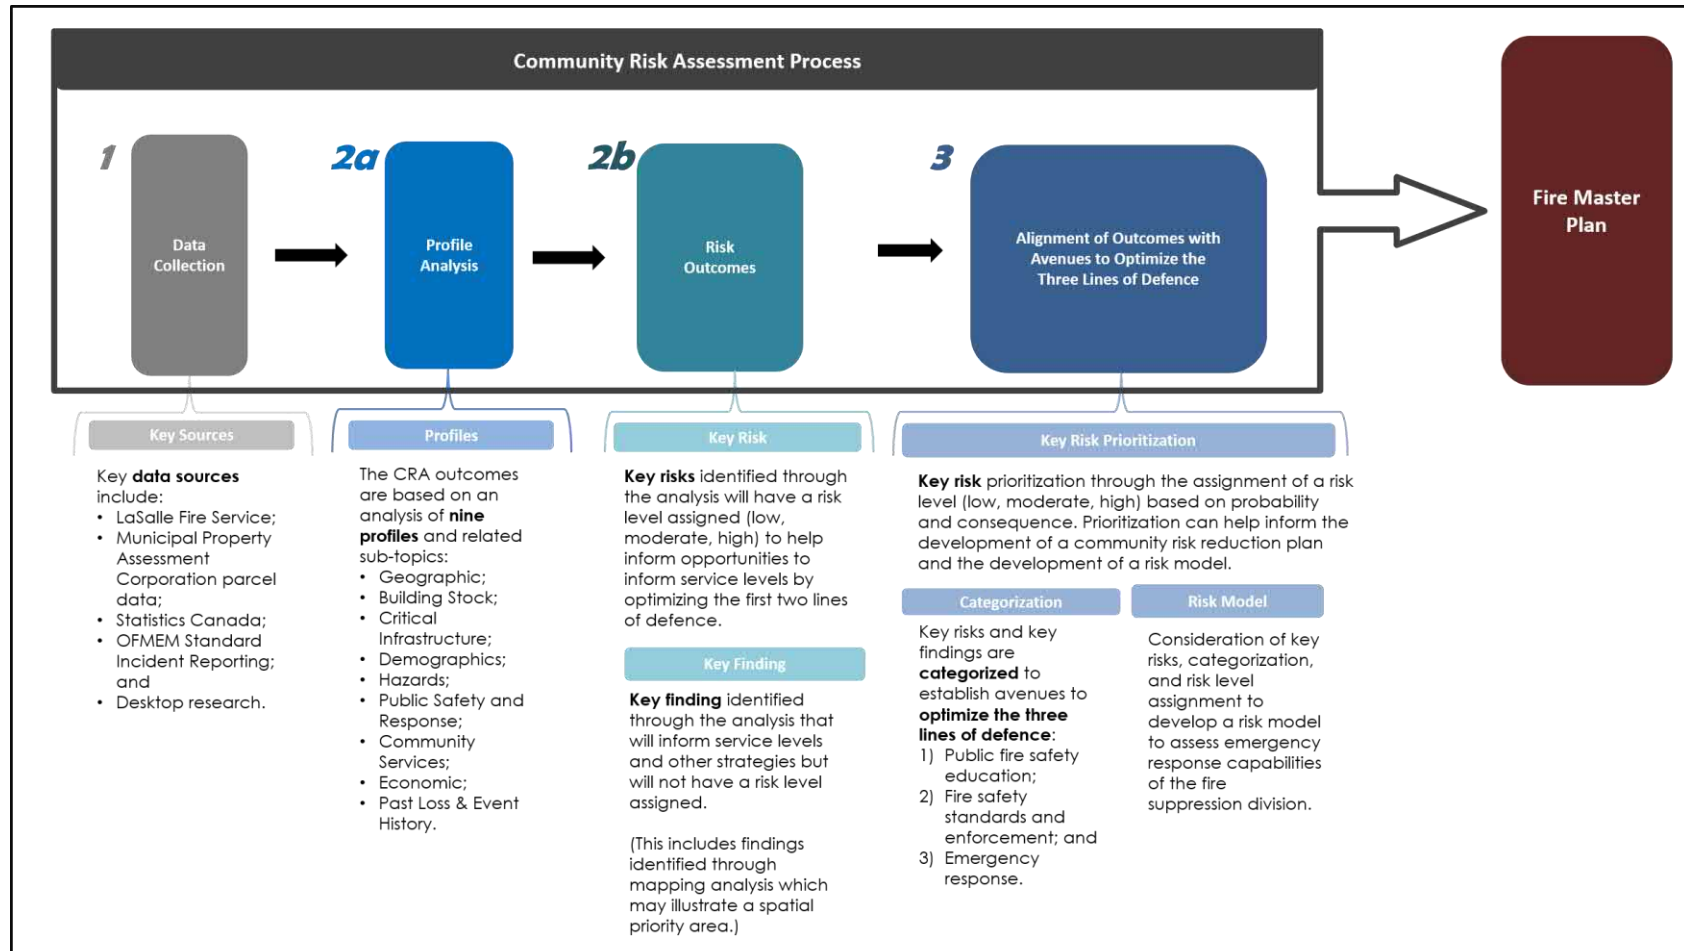 Community Risk Assessment Process
1
Data
Collection
2a
Profile
Analysis
2b
Risk
Outcomes
3
Alignment of Outcomes with
Avenues to Optimize the
Three Lines of Defence
Fire Master
Plan
Key Sources
Key data sources
include:
• LaSalle Fire Service;
• Municipal Property
Assessment
Corporation parcel
data;
• Statistics Canada;
• OFMEM Standard
Incident Reporting;
and
• Desktop research.
Profiles
The CRA outcomes
are based on an
analysis of nine
profiles and related
sub-topics:
• Geographic;
• Building Stock;
• Critical
Infrastructure;
• Demographics;
• Hazards;
• Public Safety and
Response;
• Community
Services;
• Economic;
• Past Loss & Event
History.
Key Risk
Key risks identified through
the analysis will have a risk
level assigned (low,
moderate, high) to help
inform opportunities to
inform service levels by
optimizing the first two lines
of defence.
Key Finding
Key finding identified
through the analysis that
will inform service levels
and other strategies but
will not have a risk level
assigned.
(This includes findings
identified through
mapping analysis which
may illustrate a spatial
priority area.)
Key Risk Prioritization
Key risk prioritization through the assignment of a risk
level (low, moderate, high) based on probability
and consequence. Prioritization can help inform the
development of a community risk reduction plan
and the development of a risk model.
Categorization
Key risks and key
findings are
categorized to
establish avenues to
optimize the three
lines of defence:
1) Public fire safety
education;
2) Fire safety
standards and
enforcement; and
3) Emergency
response.
Risk Model
Consideration of key
risks, categorization,
and risk level
assignment to
develop a risk model
to assess emergency
response capabilities
of the fire
suppression division.